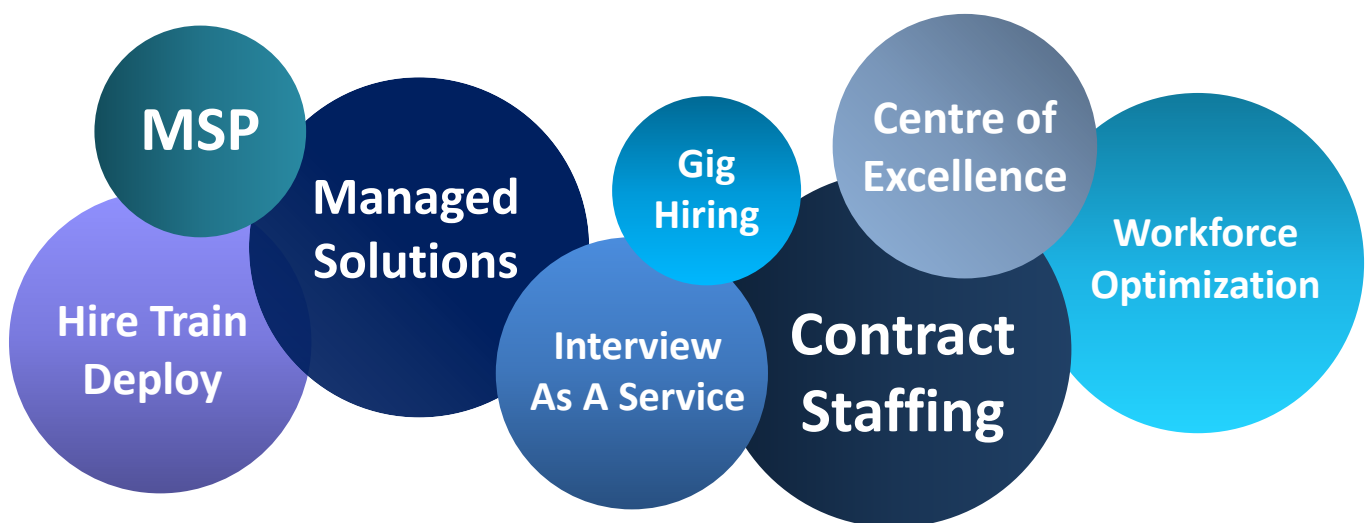 MSP
Hire Train
Deploy
Managed
Solutions
Gig
Hiring
Interview
As A Service
Centre of
Excellence
Contract
Staffing
Workforce
Optimization